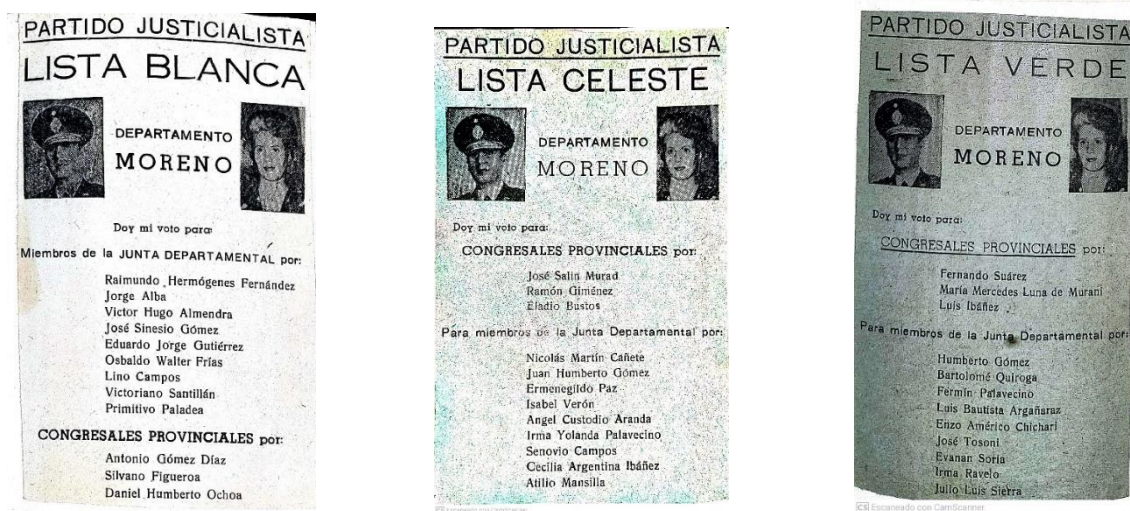 PARTIDO JUSTICIALISTA
LISTA BLANCA
DEPARTAMENTO
MORENO
Doy mi voto para:
Miembros de la JUNTA DEPARTAMENTAL por:
Raimundo Hermógenes Fernández
Jorge Alba
Victor Hugo Almendra
José Sinesio Gómez
Eduardo Jorge Gutiérrez
Osbaldo Walter Frías
Lino Campos
Victoriano Santillán
Primitivo Paladea
CONGRESALES PROVINCIALES por:
Antonio Gómez Díaz
Silvano Figueroa
Daniel Humberto Ochoa
PARTIDO JUSTICIALISTA
LISTA CELESTE
DEPARTAMENTO
MORENO
Doy mi voto para:
CONGRESALES PROVINCIALES por:
José Salin Murad
Ramón Giménez
Eladio Bustos
Para miembros de la Junta Departamental por:
Nicolás Martín Cañete
Juan Humberto Gómez
Ermenegildo Paz
Isabel Verón
Angel Custodio Aranda
Irma Yolanda Palavecino
Senovio Campos
Cecilia Argentina Ibáñez
Atilio Mansilla
Escaneado con CamScanner
PARTIDO JUSTICIALISTA
LISTA VERDE
DEPARTAMENTO
MORENO
Doy mi voto para:
CONGRESALES PROVINCIALES por:
Fernando Suárez
María Mercedes Luna de Murani
Luis Ibáñez
Para miembros de la Junta Departamental por:
Humberto Gómez
Bartolomé Quiroga
Fermín Palavecino
Luis Bautista Argañaraz
Enzo Américo Chichari
José Tosoni
Evanan Soria
Irma Ravelo
Julio Luis Sierra
CS Escaneado con CamScanner